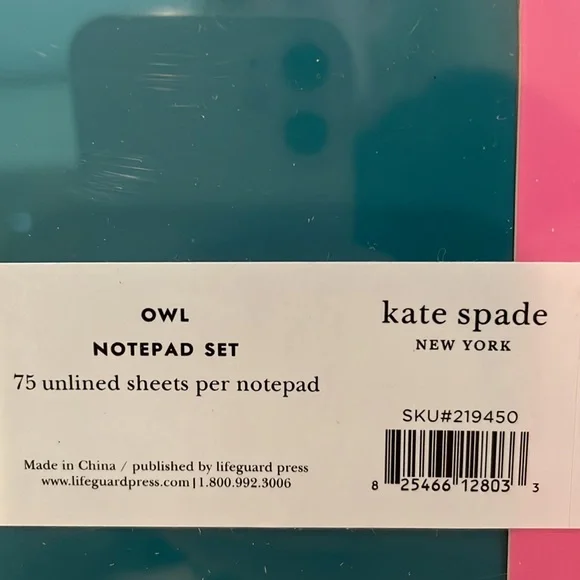 OWL
NOTEPAD SET
75 unlined sheets per notepad
Made in China / published by lifeguard press
www.lifeguardpress.com | 1.800.992.3006
kate spade
NEW YORK
SKU#219450
8 25466 12803 3